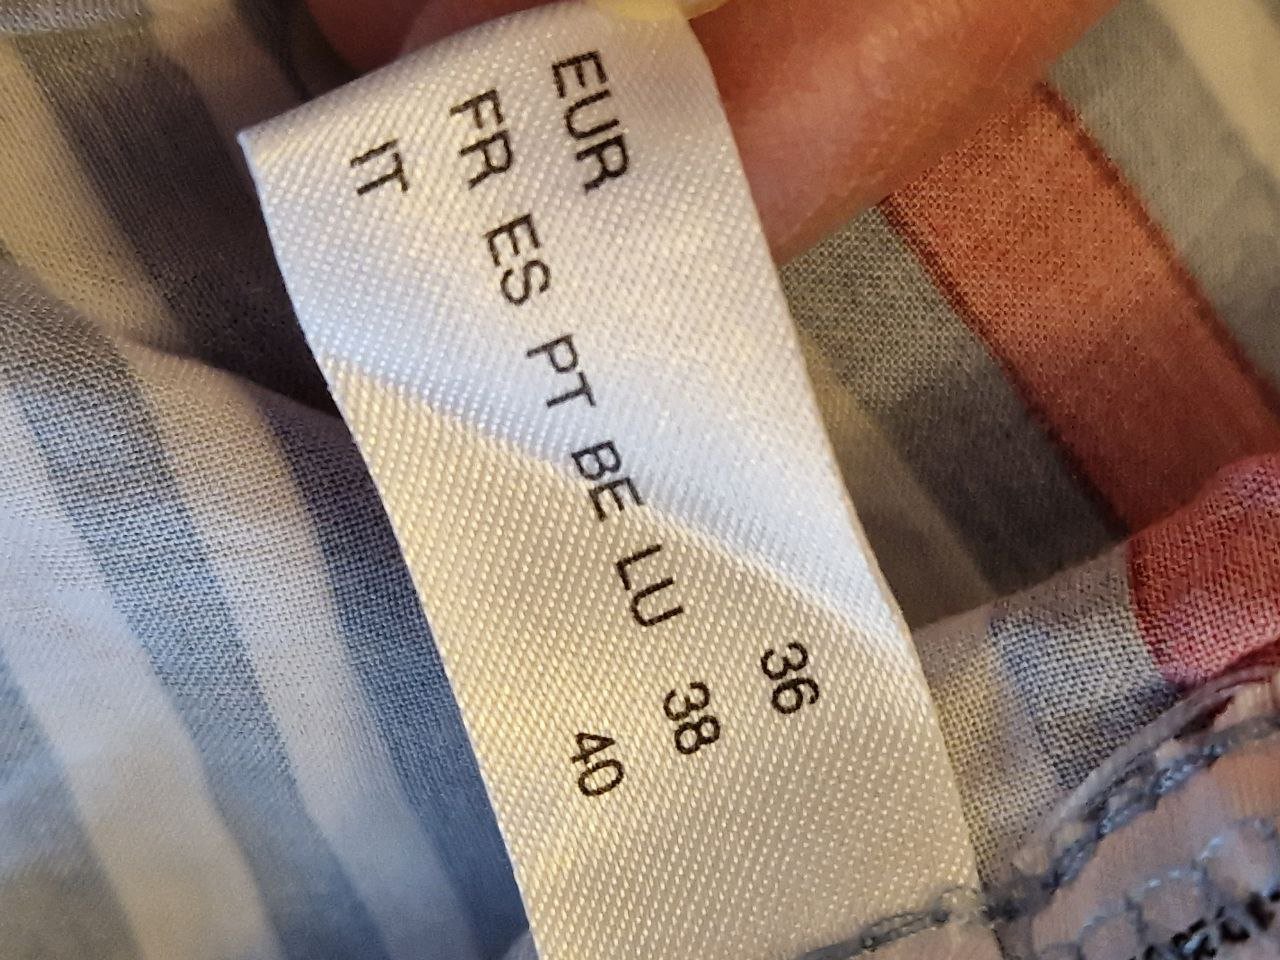 EUR 36
FR ES PT BE LU 38
IT 40